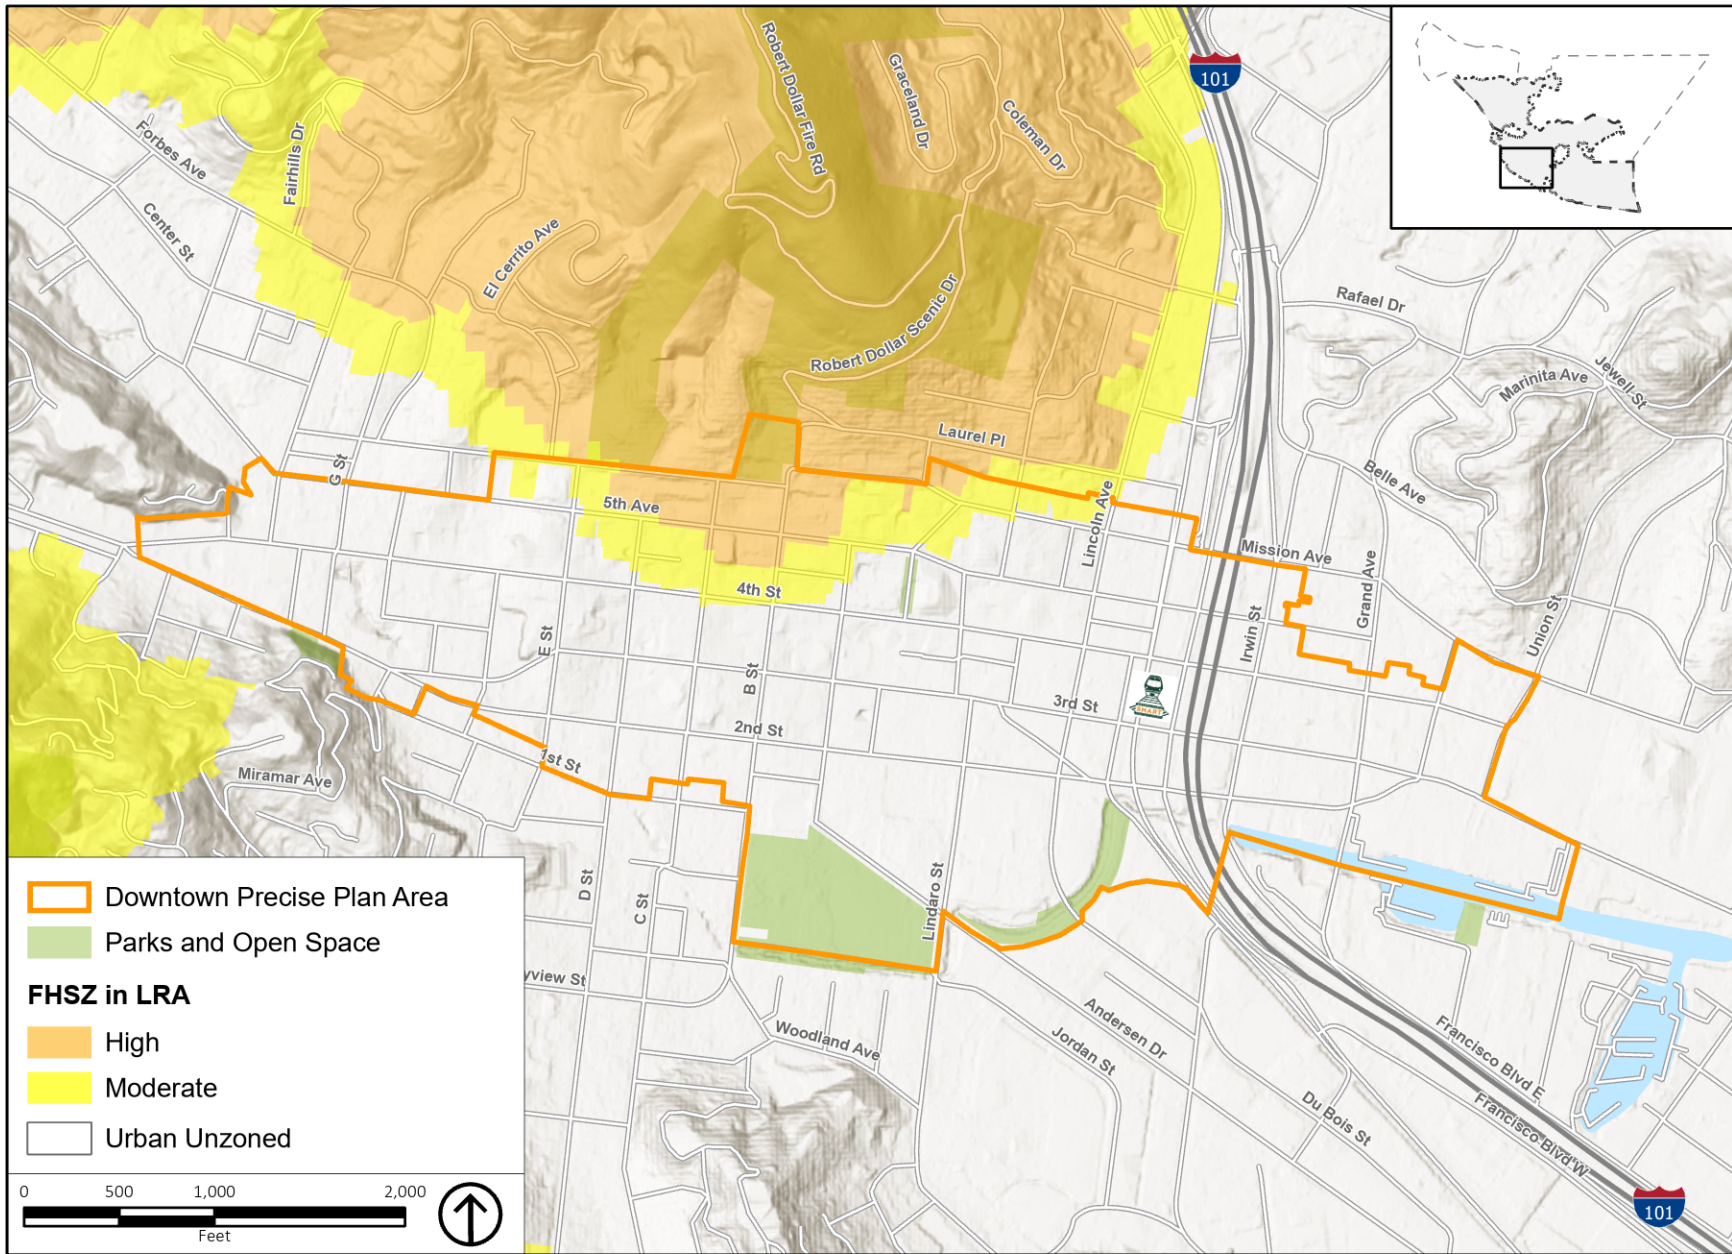 101
Robert Dollar Fire Rd
Graceland Dr
Coleman Dr
Forbes Ave
Fairhills Dr
Center St
El Cerrito Ave
Rafael Dr
Robert Dollar Scenic Dr
Marinita Ave
Jewell St
Laurel Pl
G St
Belle Ave
5th Ave
Lincoln Ave
Mission Ave
Grand Ave
4th St
Union St
Irwin St
E St
B St
SMART
3rd St
2nd St
1st St
Miramar Ave
D St
C St
Lindaro St
yview St
Woodland Ave
Andersen Dr
Jordan St
Francisco Blvd E
Du Bois St
Francisco Blvd W
101
Downtown Precise Plan Area
Parks and Open Space
FHSZ in LRA
High
Moderate
Urban Unzoned
0 500 1,000 2,000
Feet